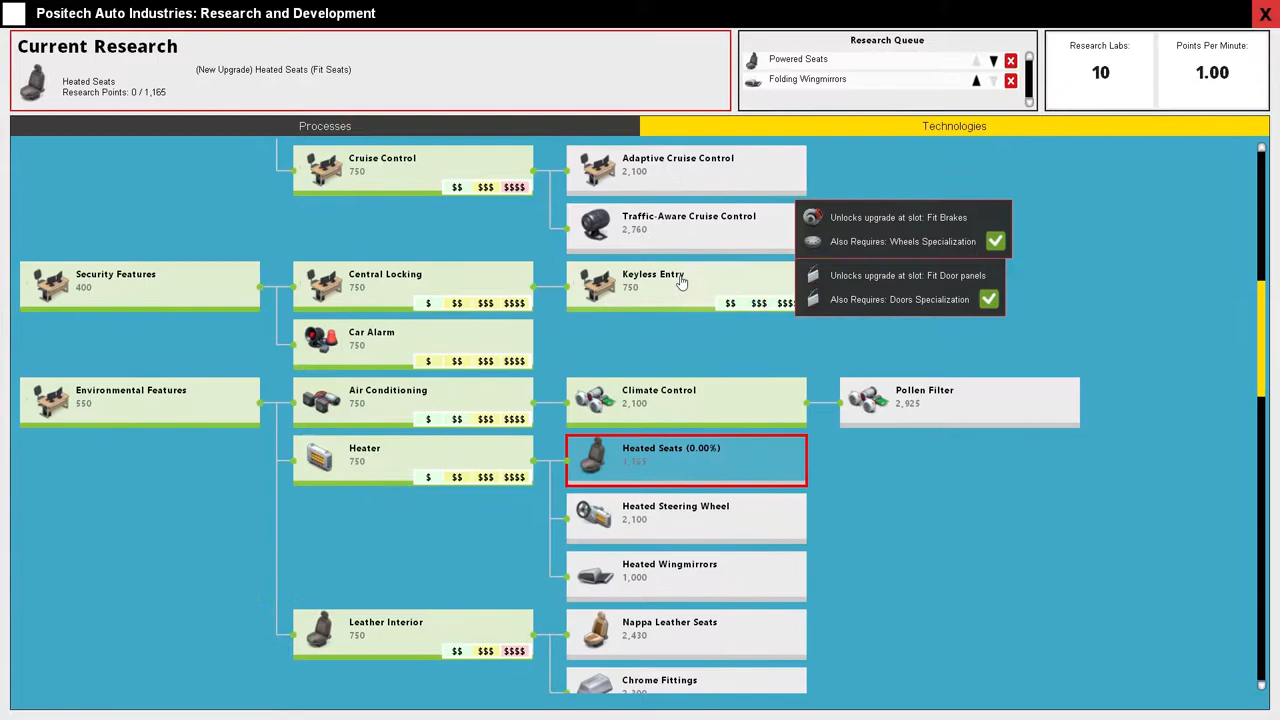 Positech Auto Industries: Research and Development
X
Current Research
(New Upgrade) Heated Seats (Fit Seats)
Heated Seats
Research Points: 0 / 1,165
Research Queue
Powered Seats
Folding Wingmirrors
Research Labs:
10
Points Per Minute:
1.00
Processes
Technologies
Cruise Control
750
$$ $$$ $$$$
Adaptive Cruise Control
2,100
Traffic-Aware Cruise Control
2,760
Unlocks upgrade at slot: Fit Brakes
Also Requires: Wheels Specialization
Security Features
400
Central Locking
750
$ $$ $$$ $$$$
Keyless Entry
750
$$ $$$ $$$
Unlocks upgrade at slot: Fit Door panels
Also Requires: Doors Specialization
Car Alarm
750
$ $$ $$$ $$$$
Environmental Features
550
Air Conditioning
750
$ $$ $$$ $$$$
Climate Control
2,100
Pollen Filter
2,925
Heater
750
$ $$ $$$ $$$$
Heated Seats (0.00%)
1,165
Heated Steering Wheel
2,100
Heated Wingmirrors
1,000
Leather Interior
750
$$ $$$ $$$$
Nappa Leather Seats
2,430
Chrome Fittings
2,300